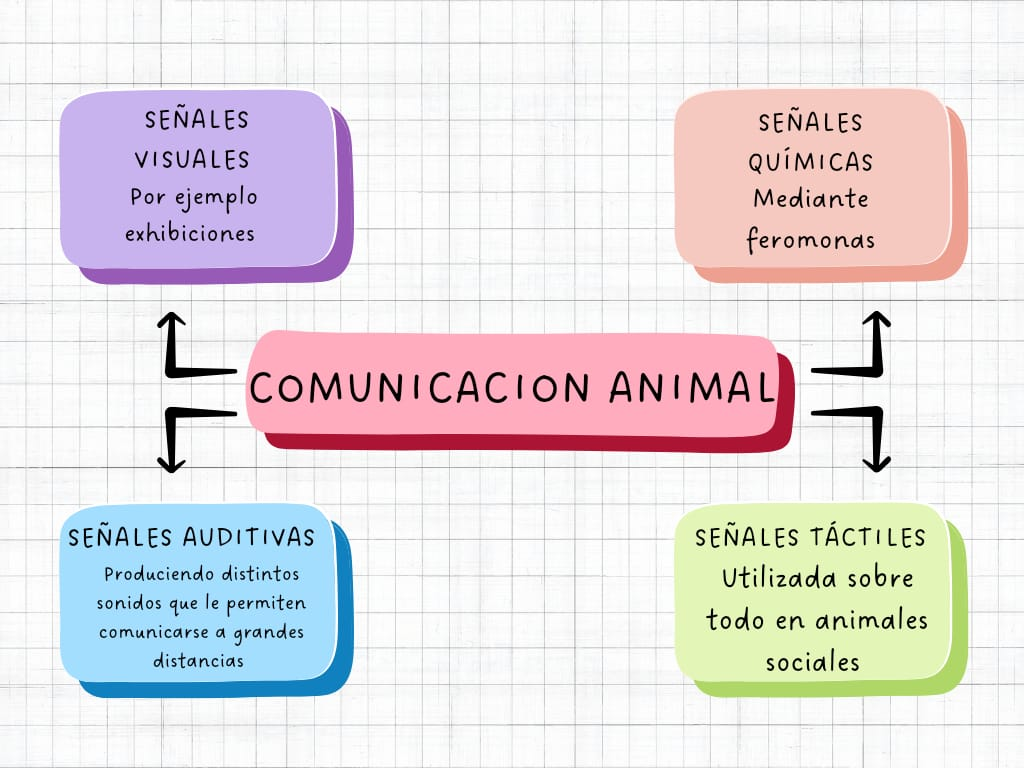 SEÑALES
VISUALES
Por ejemplo
exhibiciones
SEÑALES
QUÍMICAS
Mediante
feromonas
COMUNICACION ANIMAL
SEÑALES AUDITIVAS
Produciendo distintos
sonidos que le permiten
comunicarse a grandes
distancias
SEÑALES TÁCTILES
Utilizada sobre
todo en animales
sociales